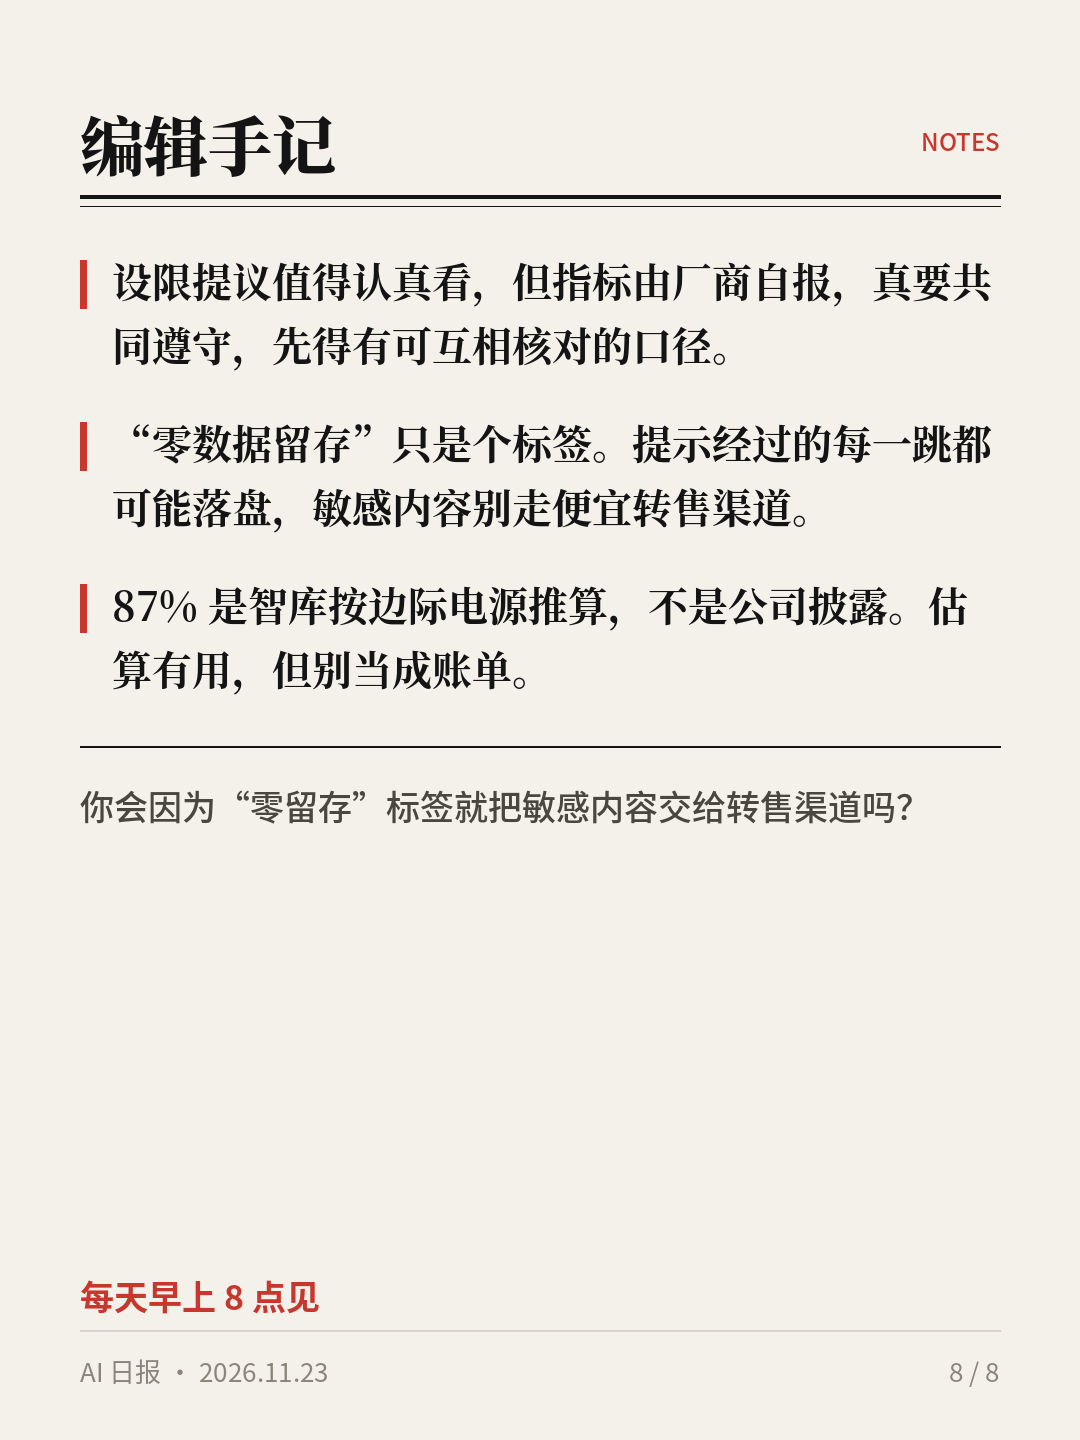 编辑手记
NOTES
设限提议值得认真看，但指标由厂商自报，真要共
同遵守，先得有可互相核对的口径。
“零数据留存”只是个标签。提示经过的每一跳都
可能落盘，敏感内容别走便宜转售渠道。
87% 是智库按边际电源推算，不是公司披露。估
算有用，但别当成账单。
你会因为“零留存”标签就把敏感内容交给转售渠道吗？
每天早上 8 点见
AI 日报 · 2026.11.23
8 / 8